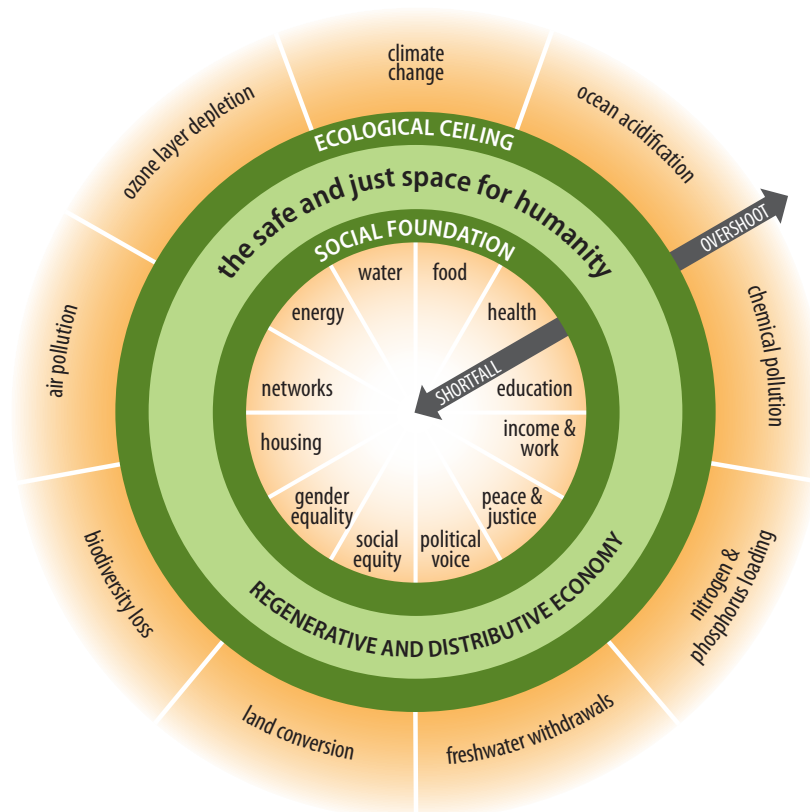 climate
change
ocean acidification
chemical pollution
nitrogen &
phosphorus loading
freshwater withdrawals
land conversion
biodiversity loss
air pollution
ozone layer depletion
ECOLOGICAL CEILING
the safe and just space for humanity
SOCIAL FOUNDATION
OVERSHOOT
water
food
energy
health
SHORTFALL
networks
education
housing
income &
work
gender
equality
peace &
justice
social
equity
political
voice
REGENERATIVE AND DISTRIBUTIVE ECONOMY